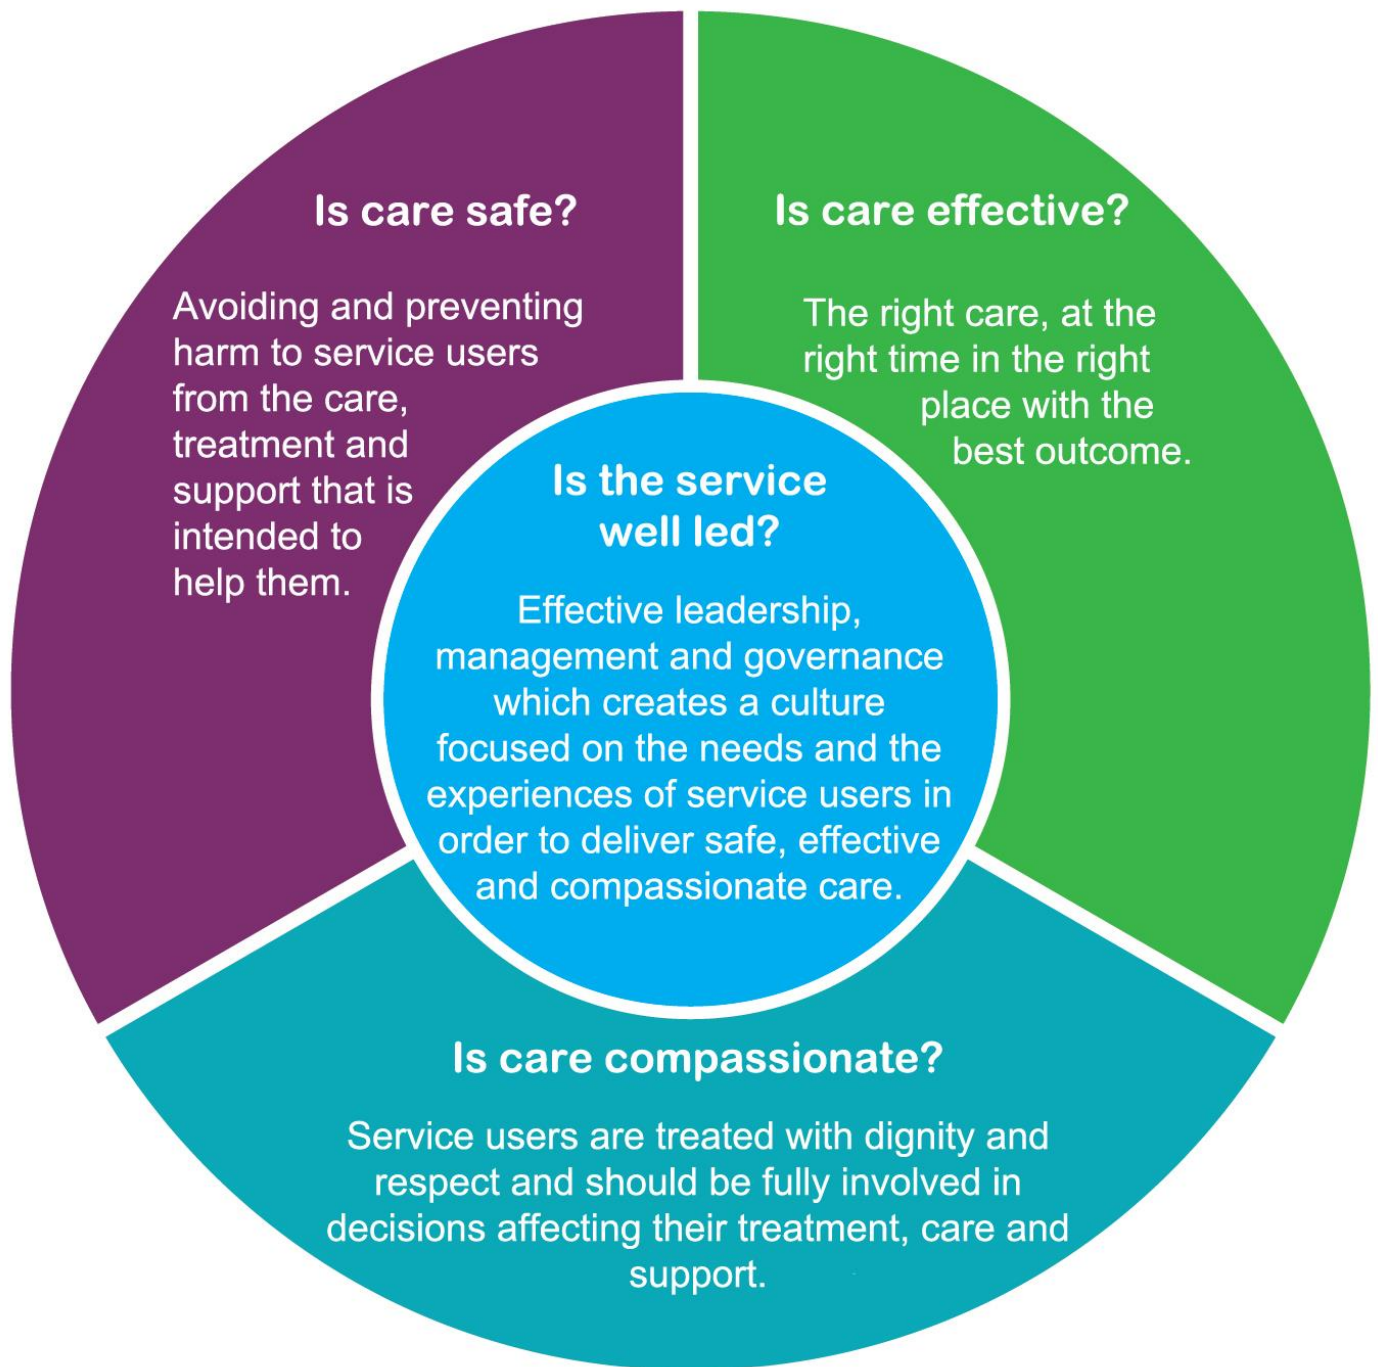 Is care safe?
Avoiding and preventing
harm to service users
from the care,
treatment and
support that is
intended to
help them.
Is care effective?
The right care, at the
right time in the right
place with the
best outcome.
Is the service
well led?
Effective leadership,
management and governance
which creates a culture
focused on the needs and the
experiences of service users in
order to deliver safe, effective
and compassionate care.
Is care compassionate?
Service users are treated with dignity and
respect and should be fully involved in
decisions affecting their treatment, care and
support.